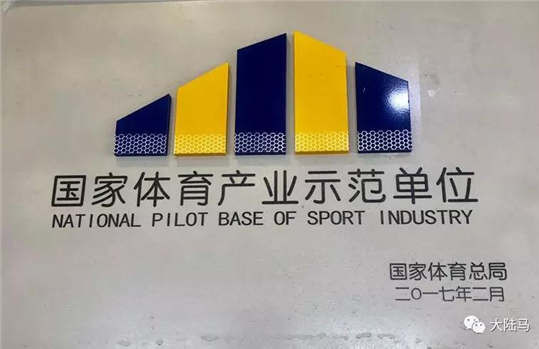 国家体育产业示范单位
NATIONAL PILOT BASE OF SPORT INDUSTRY
国家体育总局
二〇一七年二月
大陆马